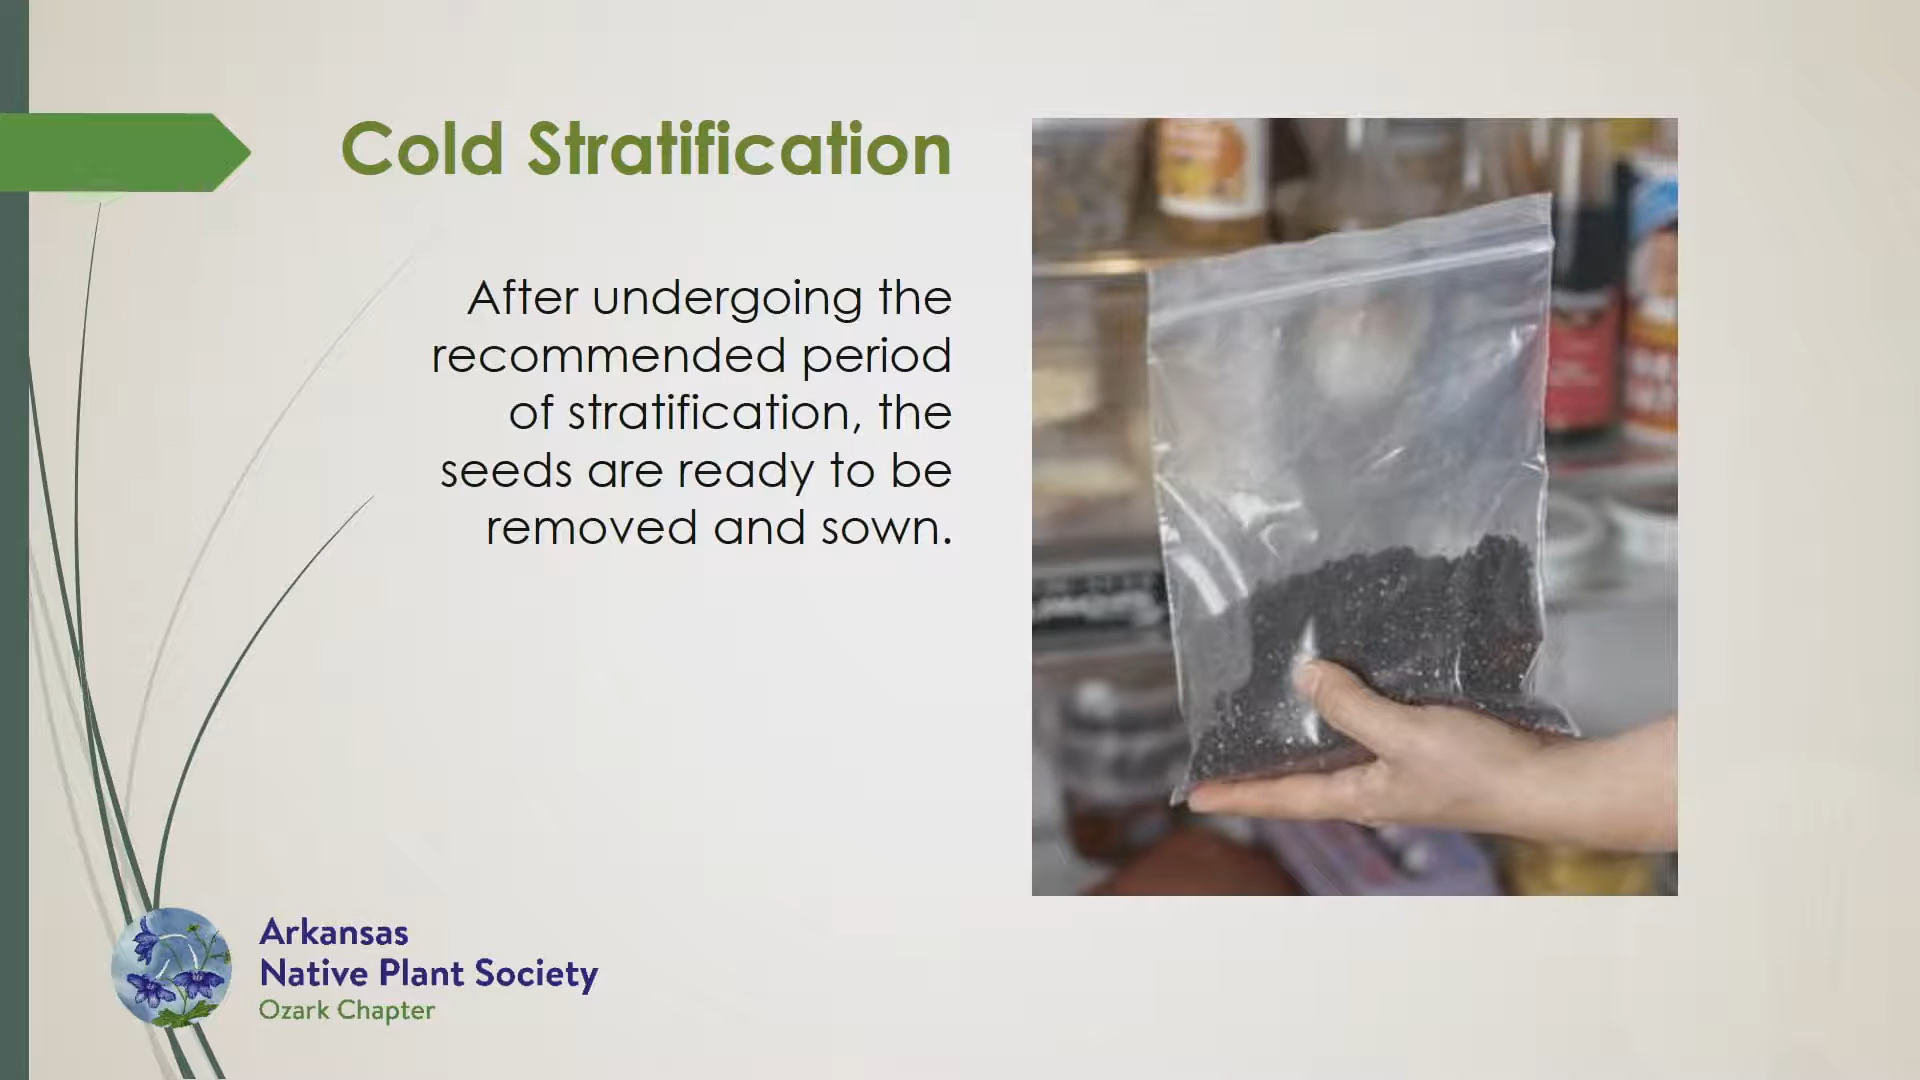 Cold Stratification
After undergoing the
recommended period
of stratification, the
seeds are ready to be
removed and sown.
Arkansas
Native Plant Society
Ozark Chapter